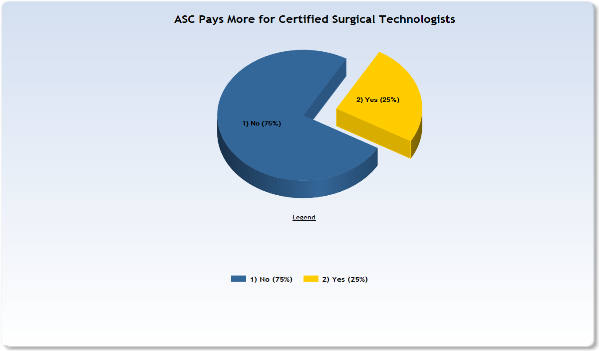 ASC Pays More for Certified Surgical Technologists
2) Yes (25%)
1) No (75%)
Legend
1) No (75%) 2) Yes (25%)